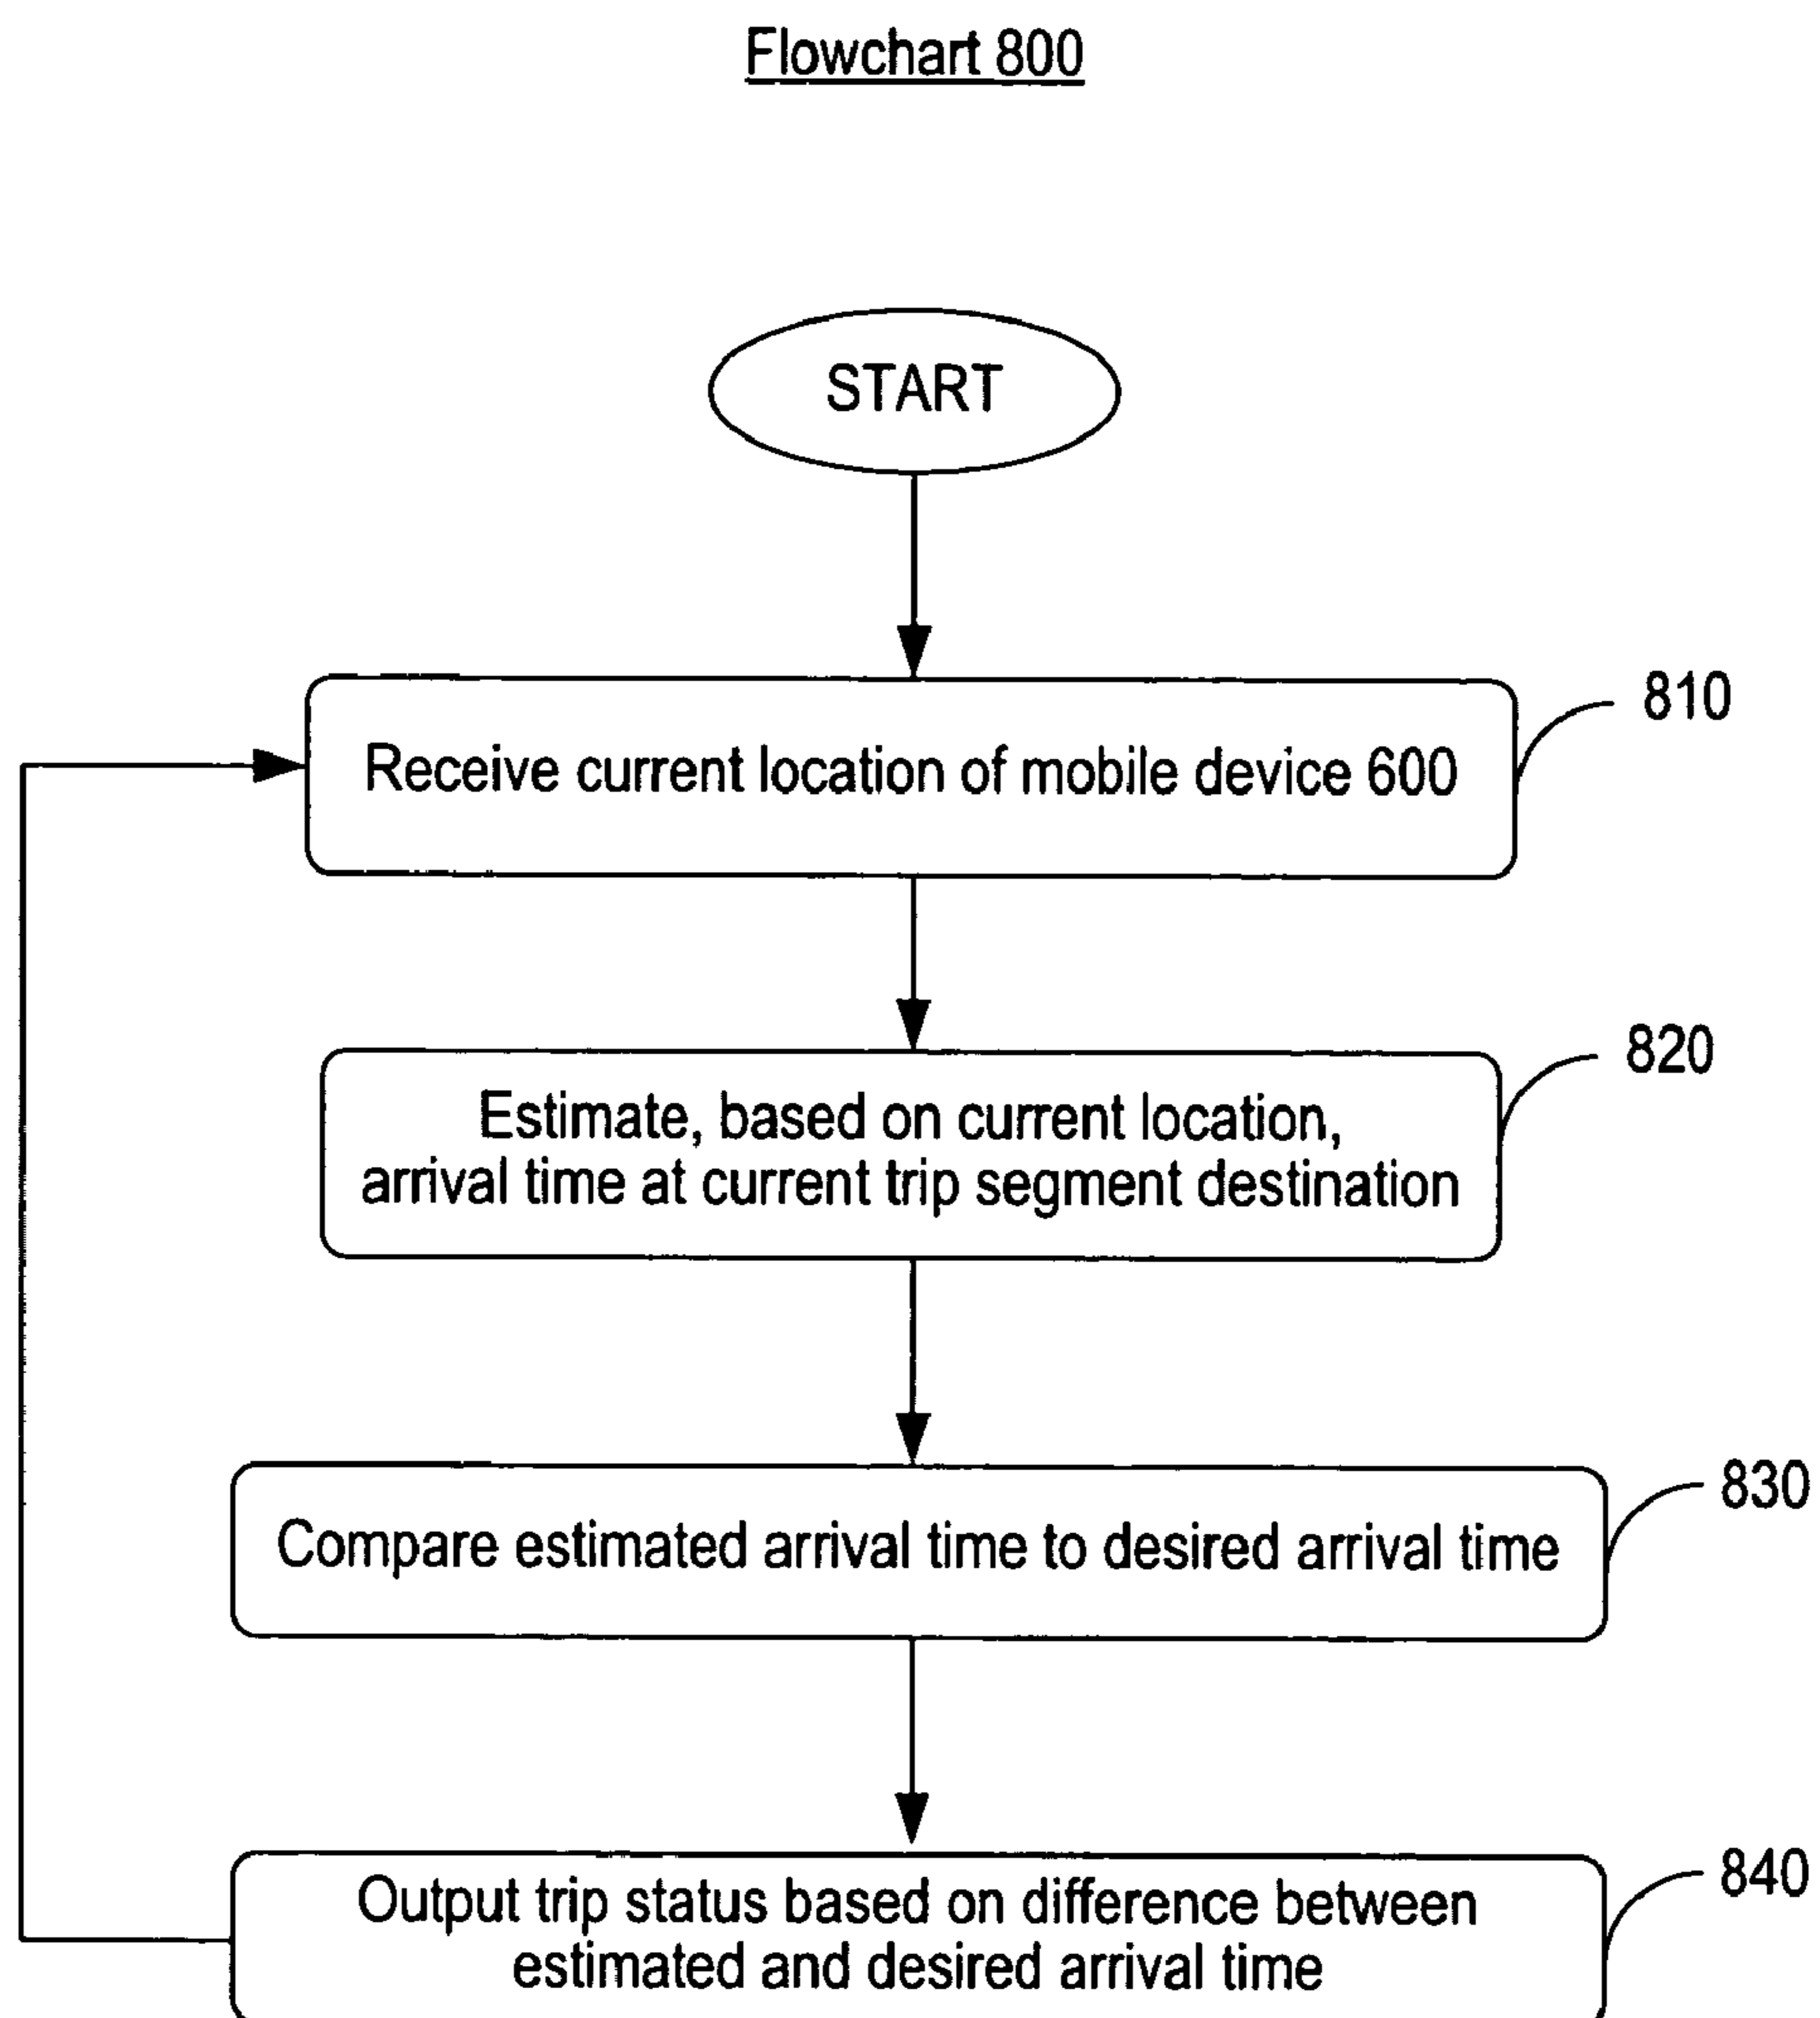 Flowchart 800
START
810
Receive current location of mobile device 600
820
Estimate, based on current location,
arrival time at current trip segment destination
830
Compare estimated arrival time to desired arrival time
840
Output trip status based on difference between
estimated and desired arrival time